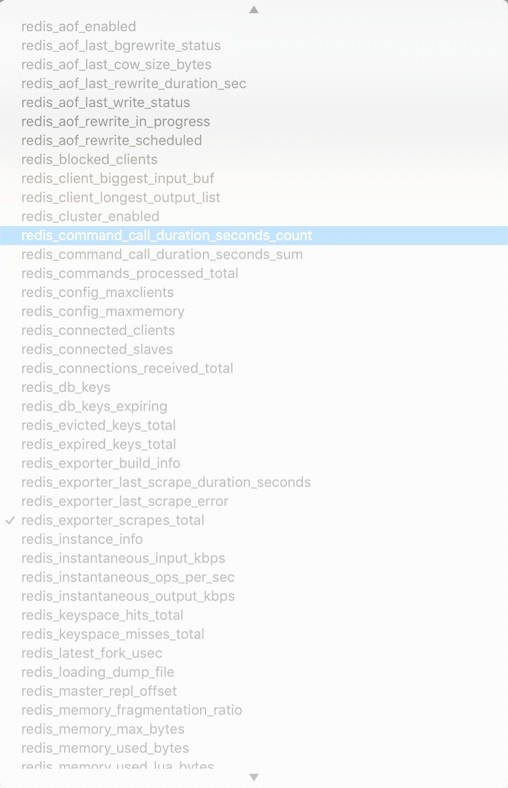 redis_aof_enabled
redis_aof_last_bgrewrite_status
redis_aof_last_cow_size_bytes
redis_aof_last_rewrite_duration_sec
redis_aof_last_write_status
redis_aof_rewrite_in_progress
redis_aof_rewrite_scheduled
redis_blocked_clients
redis_client_biggest_input_buf
redis_client_longest_output_list
redis_cluster_enabled
redis_command_call_duration_seconds_count
redis_command_call_duration_seconds_sum
redis_commands_processed_total
redis_config_maxclients
redis_config_maxmemory
redis_connected_clients
redis_connected_slaves
redis_connections_received_total
redis_db_keys
redis_db_keys_expiring
redis_evicted_keys_total
redis_expired_keys_total
redis_exporter_build_info
redis_exporter_last_scrape_duration_seconds
redis_exporter_last_scrape_error
redis_exporter_scrapes_total
redis_instance_info
redis_instantaneous_input_kbps
redis_instantaneous_ops_per_sec
redis_instantaneous_output_kbps
redis_keyspace_hits_total
redis_keyspace_misses_total
redis_latest_fork_usec
redis_loading_dump_file
redis_master_repl_offset
redis_memory_fragmentation_ratio
redis_memory_max_bytes
redis_memory_used_bytes
redis_memory_used_lua_bytes